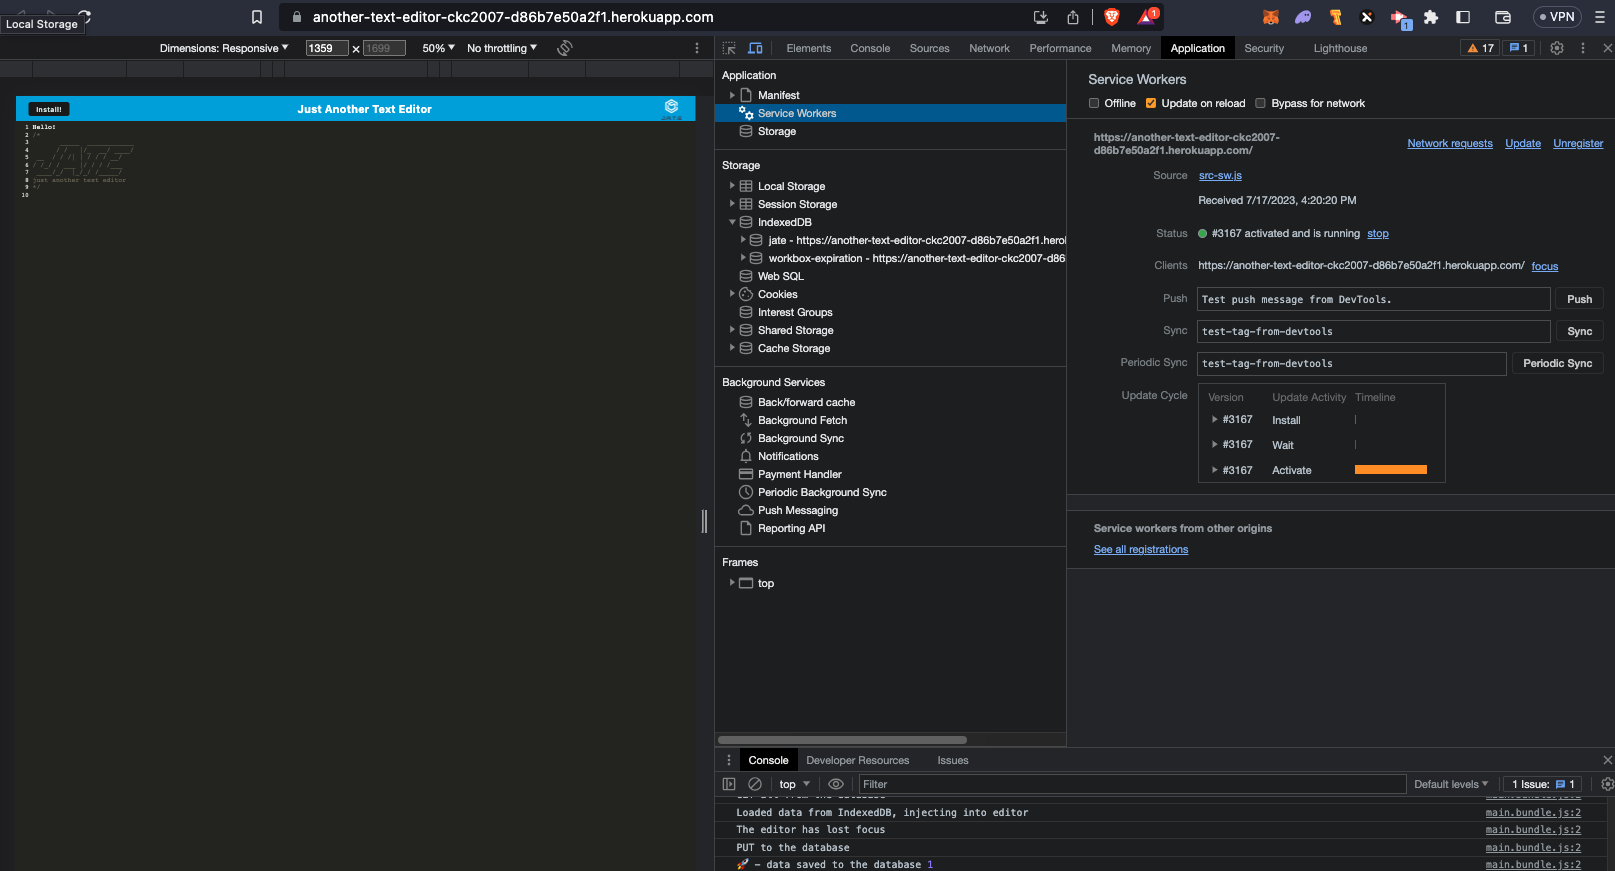 Local Storage
another-text-editor-ckc2007-d86b7e50a2f1.herokuapp.com
1
1
VPN
Dimensions: Responsive
1359 x 1699
50%
No throttling
Elements Console Sources Network Performance Memory Application Security Lighthouse
17
1
Install!
Just Another Text Editor
1 Hello!
2 /*
3
4
5
6
7
8 just another text editor
9 */
10
Application
Manifest
Service Workers
Storage
Storage
Local Storage
Session Storage
IndexedDB
jate - https://another-text-editor-ckc2007-d86b7e50a2f1.herol
workbox-expiration - https://another-text-editor-ckc2007-d86
Web SQL
Cookies
Interest Groups
Shared Storage
Cache Storage
Background Services
Back/forward cache
Background Fetch
Background Sync
Notifications
Payment Handler
Periodic Background Sync
Push Messaging
Reporting API
Frames
top
Service Workers
Offline Update on reload Bypass for network
https://another-text-editor-ckc2007-
d86b7e50a2f1.herokuapp.com/
Network requests Update Unregister
Source src-sw.js
Received 7/17/2023, 4:20:20 PM
Status #3167 activated and is running stop
Clients https://another-text-editor-ckc2007-d86b7e50a2f1.herokuapp.com/ focus
Push Test push message from DevTools. Push
Sync test-tag-from-devtools Sync
Periodic Sync test-tag-from-devtools Periodic Sync
Update Cycle Version Update Activity Timeline
#3167 Install
#3167 Wait
#3167 Activate
Service workers from other origins
See all registrations
Console Developer Resources Issues
top Filter Default levels 1 Issue: 1
Loaded data from IndexedDB, injecting into editor main.bundle.js:2
The editor has lost focus main.bundle.js:2
PUT to the database main.bundle.js:2
🚀 - data saved to the database 1 main.bundle.js:2